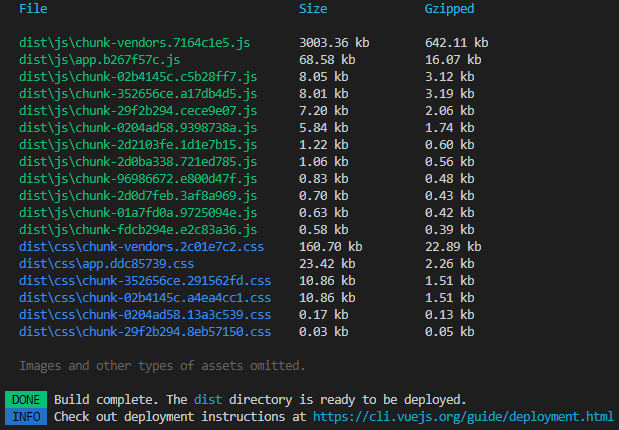 File Size Gzipped
dist\js\chunk-vendors.7164c1e5.js 3003.36 kb 642.11 kb
dist\js\app.b267f57c.js 68.58 kb 16.07 kb
dist\js\chunk-02b4145c.c5b28ff7.js 8.05 kb 3.12 kb
dist\js\chunk-352656ce.a17db4d5.js 8.01 kb 3.19 kb
dist\js\chunk-29f2b294.cece9e07.js 7.20 kb 2.06 kb
dist\js\chunk-0204ad58.9398738a.js 5.84 kb 1.74 kb
dist\js\chunk-2d2103fe.1d1e7b15.js 1.22 kb 0.60 kb
dist\js\chunk-2d0ba338.721ed785.js 1.06 kb 0.56 kb
dist\js\chunk-96986672.e800d47f.js 0.83 kb 0.48 kb
dist\js\chunk-2d0d7feb.3af8a969.js 0.70 kb 0.43 kb
dist\js\chunk-01a7fd0a.9725094e.js 0.63 kb 0.42 kb
dist\js\chunk-fdcb294e.e2c83a36.js 0.58 kb 0.39 kb
dist\css\chunk-vendors.2c01e7c2.css 160.70 kb 22.89 kb
dist\css\app.ddc85739.css 23.42 kb 2.26 kb
dist\css\chunk-352656ce.291562fd.css 10.86 kb 1.51 kb
dist\css\chunk-02b4145c.a4ea4cc1.css 10.86 kb 1.51 kb
dist\css\chunk-0204ad58.13a3c539.css 0.17 kb 0.13 kb
dist\css\chunk-29f2b294.8eb57150.css 0.03 kb 0.05 kb
Images and other types of assets omitted.
DONE Build complete. The dist directory is ready to be deployed.
INFO Check out deployment instructions at https://cli.vuejs.org/guide/deployment.html